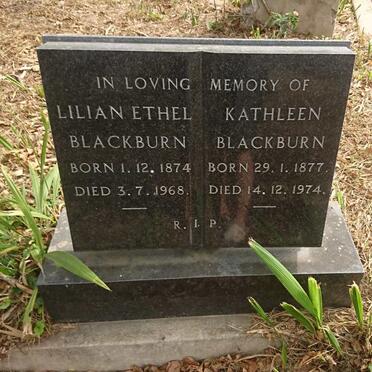 IN LOVING MEMORY OF
LILIAN ETHEL
BLACKBURN
BORN 1.12.1874
DIED 3.7.1968.
KATHLEEN
BLACKBURN
BORN 29.1.1877.
DIED 14.12.1974.
R.I.P.